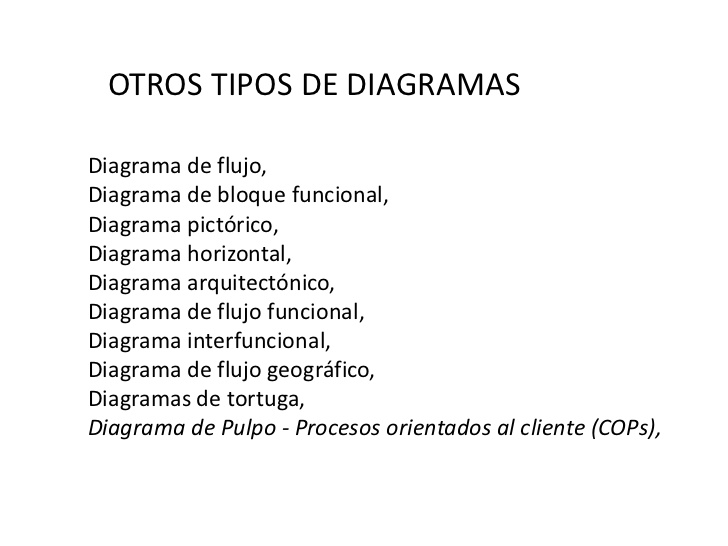 OTROS TIPOS DE DIAGRAMAS
Diagrama de flujo,
Diagrama de bloque funcional,
Diagrama pictórico,
Diagrama horizontal,
Diagrama arquitectónico,
Diagrama de flujo funcional,
Diagrama interfuncional,
Diagrama de flujo geográfico,
Diagramas de tortuga,
Diagrama de Pulpo - Procesos orientados al cliente (COPs),